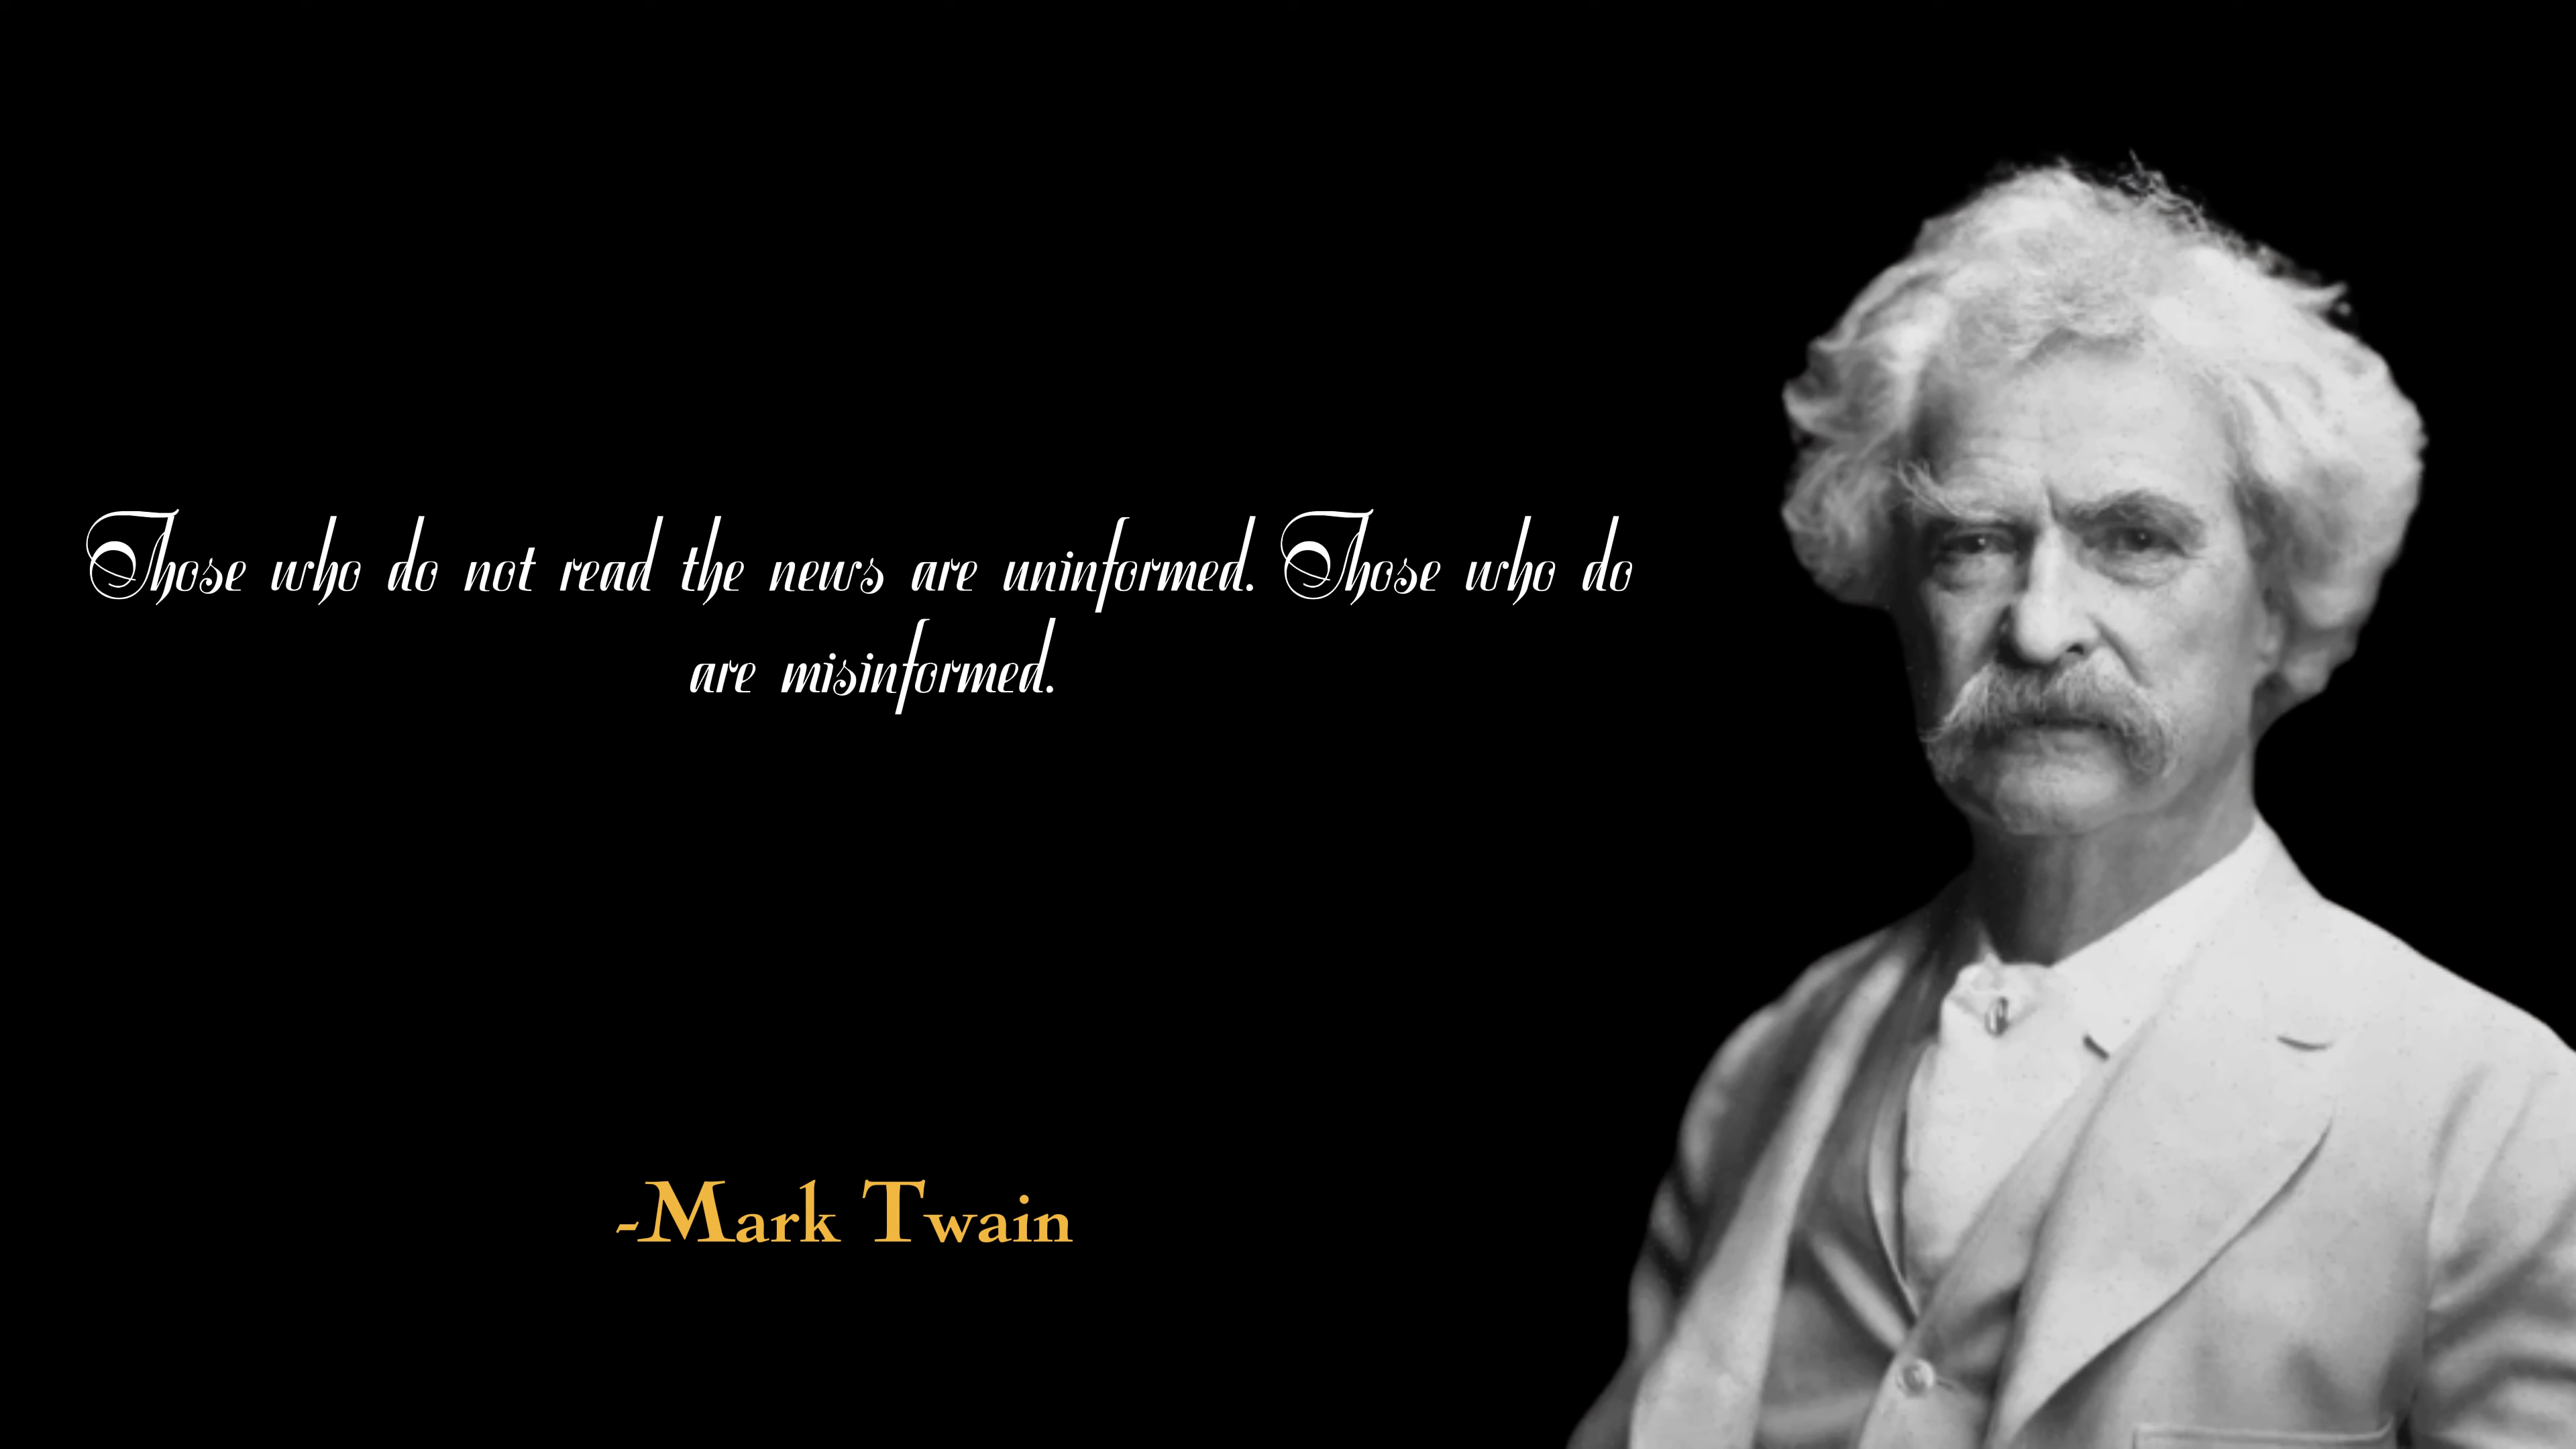 Those who do not read the news are uninformed. Those who do
are misinformed.
-Mark Twain